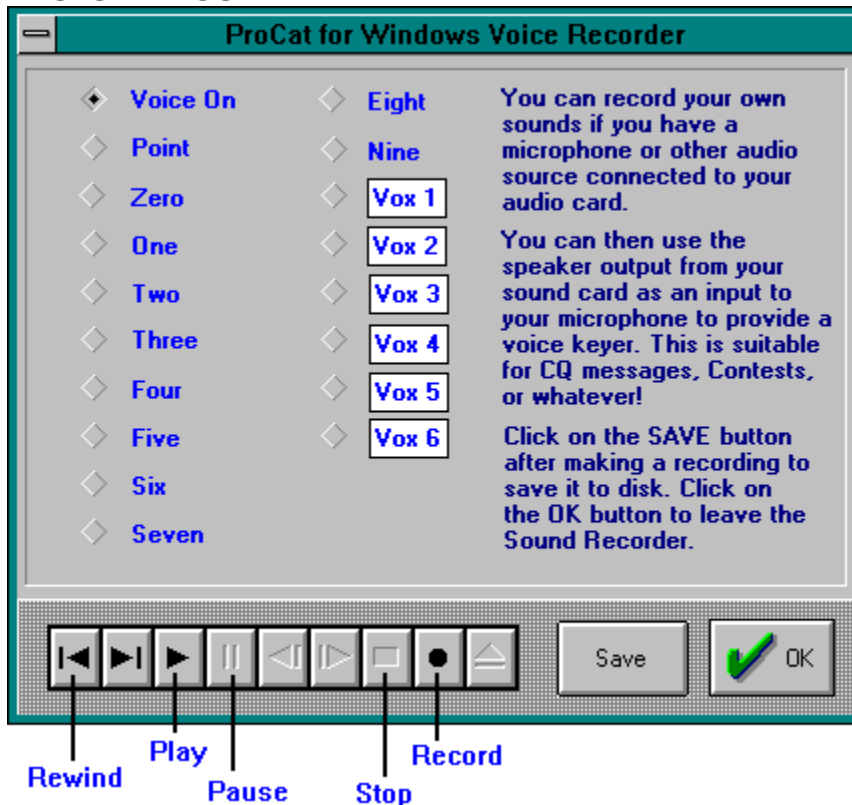 ProCat for Windows Voice Recorder
Voice On
Point
Zero
One
Two
Three
Four
Five
Six
Seven
Eight
Nine
Vox 1
Vox 2
Vox 3
Vox 4
Vox 5
Vox 6
You can record your own
sounds if you have a
microphone or other audio
source connected to your
audio card.
You can then use the
speaker output from your
sound card as an input to
your microphone to provide a
voice keyer. This is suitable
for CQ messages, Contests,
or whatever!
Click on the SAVE button
after making a recording to
save it to disk. Click on
the OK button to leave the
Sound Recorder.
Save
OK
Rewind
Play
Pause
Stop
Record